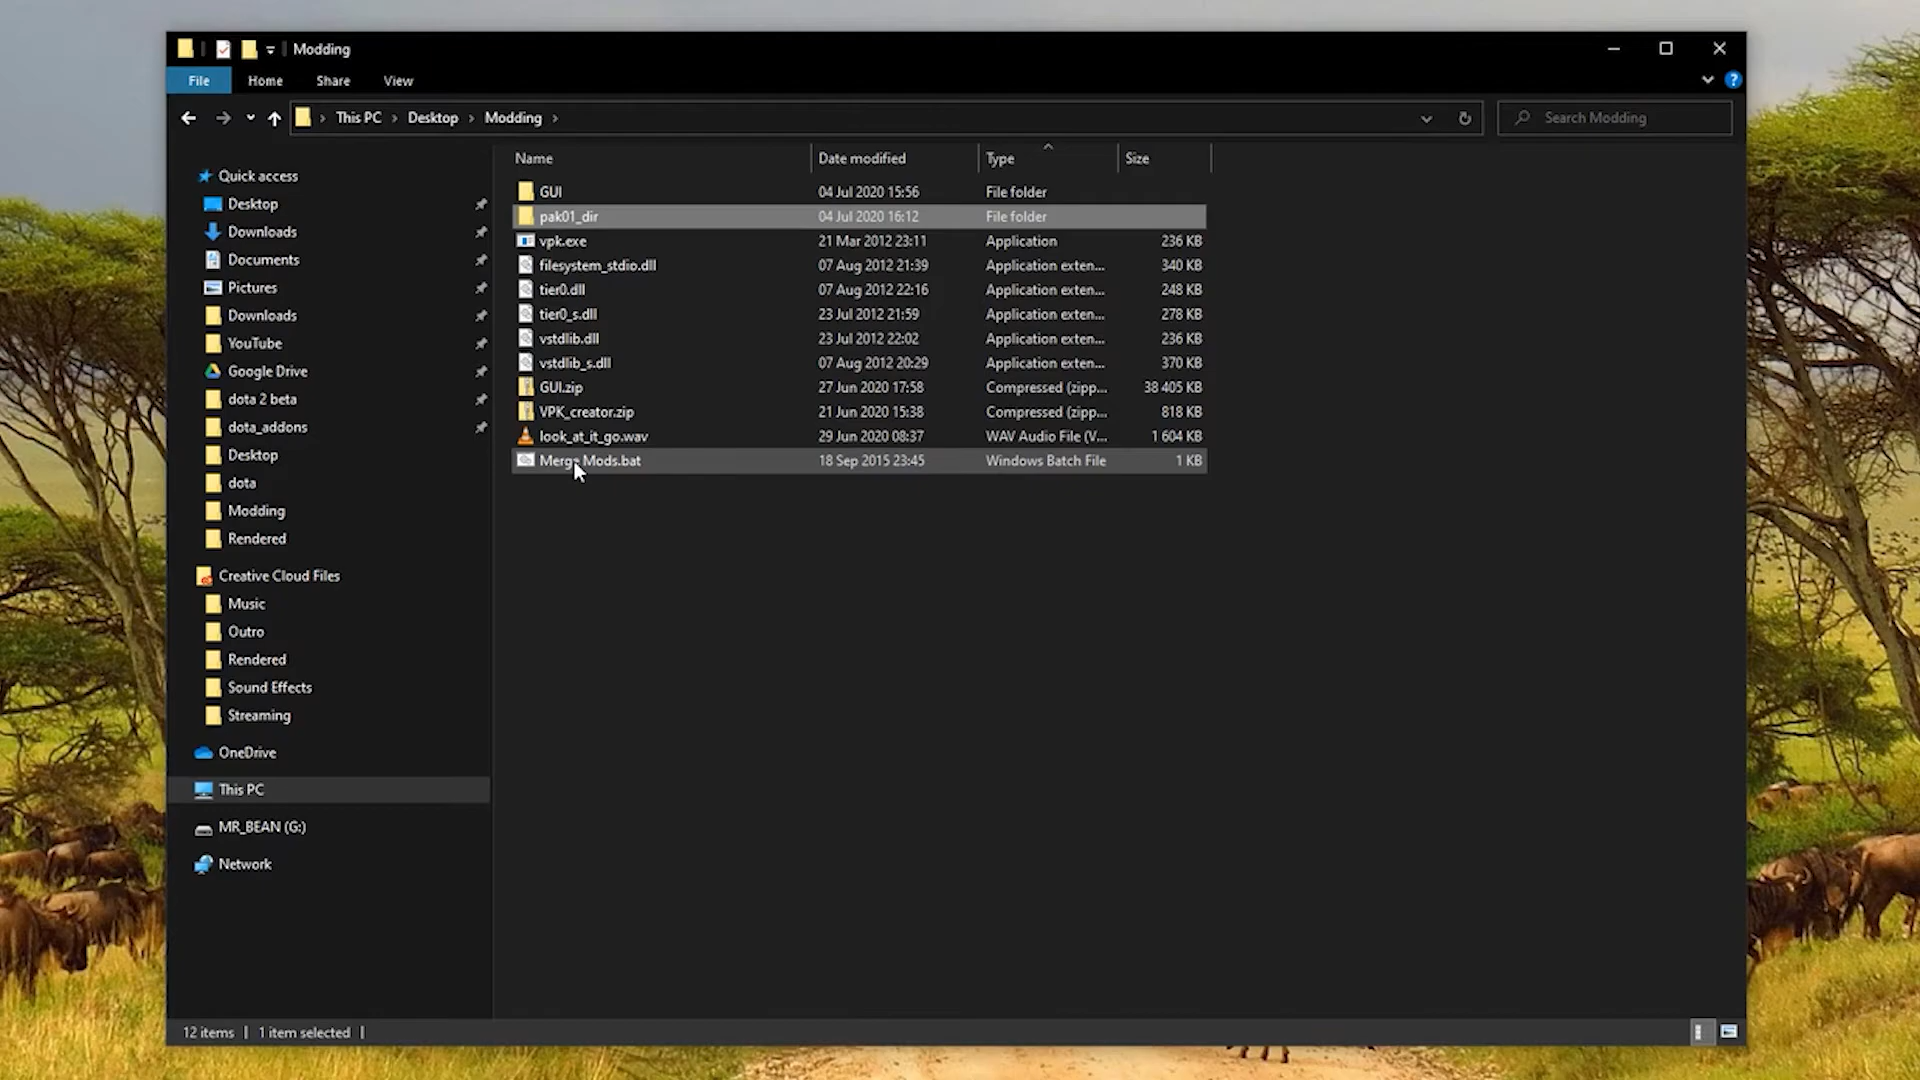 Modding
File Home Share View
This PC Desktop Modding
Search Modding
Name Date modified Type Size
GUI 04 Jul 2020 15:56 File folder
pak01_dir 04 Jul 2020 16:12 File folder
vpk.exe 21 Mar 2012 23:11 Application 236 KB
filesystem_stdio.dll 07 Aug 2012 21:39 Application exten... 340 KB
tier0.dll 07 Aug 2012 22:16 Application exten... 248 KB
tier0_s.dll 23 Jul 2012 21:59 Application exten... 278 KB
vstdlib.dll 23 Jul 2012 22:02 Application exten... 236 KB
vstdlib_s.dll 07 Aug 2012 20:29 Application exten... 370 KB
GUI.zip 27 Jun 2020 17:58 Compressed (zipp... 38 405 KB
VPK_creator.zip 21 Jun 2020 15:38 Compressed (zipp... 818 KB
look_at_it_go.wav 29 Jun 2020 08:37 WAV Audio File (V... 1 604 KB
Merge Mods.bat 18 Sep 2015 23:45 Windows Batch File 1 KB
Quick access
Desktop
Downloads
Documents
Pictures
Downloads
YouTube
Google Drive
dota 2 beta
dota_addons
Desktop
dota
Modding
Rendered
Creative Cloud Files
Music
Outro
Rendered
Sound Effects
Streaming
OneDrive
This PC
MR_BEAN (G:)
Network
12 items 1 item selected